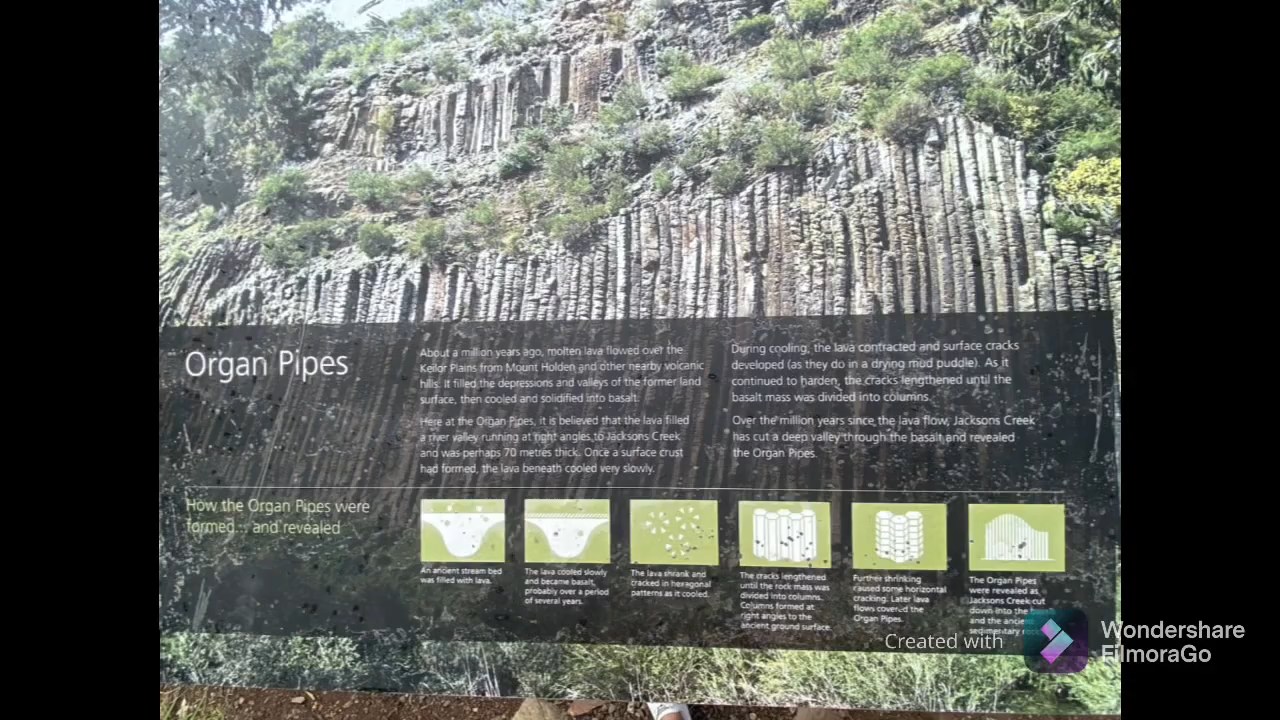 Organ Pipes
About a million years ago, molten lava flowed over the
Keilor Plains from Mount Holden and other nearby volcanic
hills. It filled the depressions and valleys of the former land
surface, then cooled and solidified into basalt.
Here at the Organ Pipes, it is believed that the lava filled
a river valley running at right angles to Jacksons Creek
and was perhaps 70 metres thick. Once a surface crust
had formed, the lava beneath cooled very slowly.
During cooling, the lava contracted and surface cracks
developed (as they do in a drying mud puddle). As it
continued to harden, the cracks lengthened until the
basalt mass was divided into columns.
Over the million years since the lava flow, Jacksons Creek
has cut a deep valley through the basalt and revealed
the Organ Pipes.
How the Organ Pipes were
formed... and revealed
An ancient stream bed
was filled with lava.
The lava cooled slowly
and became basalt,
probably over a period
of several years.
The lava shrank and
cracked in hexagonal
patterns as it cooled.
The cracks lengthened
until the rock mass was
divided into columns.
Columns formed at
right angles to the
ancient ground surface.
Further shrinking
caused some horizontal
cracking. Later lava
flows covered the
Organ Pipes.
The Organ Pipes
were revealed as
Jacksons Creek cut
down into the
and the ancient
sedimentary
Created with
Wondershare
FilmoraGo